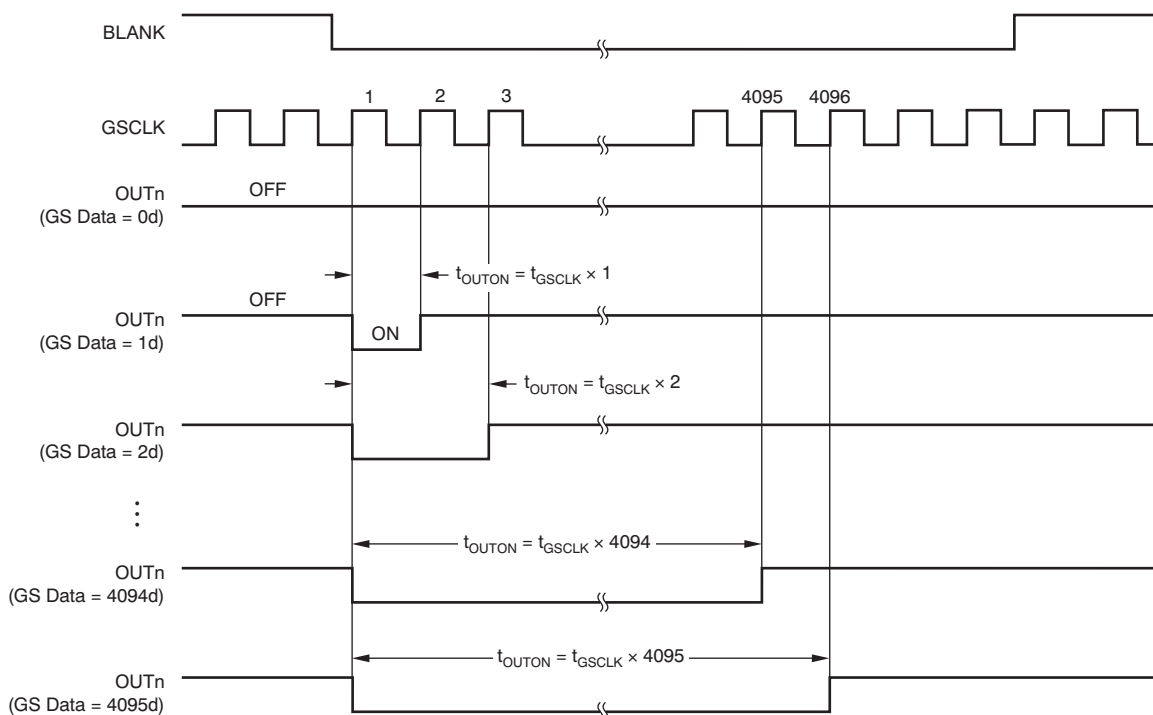 BLANK
1 2 3 4095 4096
GSCLK
OUTn
(GS Data = 0d)
OFF
tOUTON = tGSCLK × 1
OFF
OUTn
(GS Data = 1d)
ON
tOUTON = tGSCLK × 2
OUTn
(GS Data = 2d)
tOUTON = tGSCLK × 4094
OUTn
(GS Data = 4094d)
tOUTON = tGSCLK × 4095
OUTn
(GS Data = 4095d)